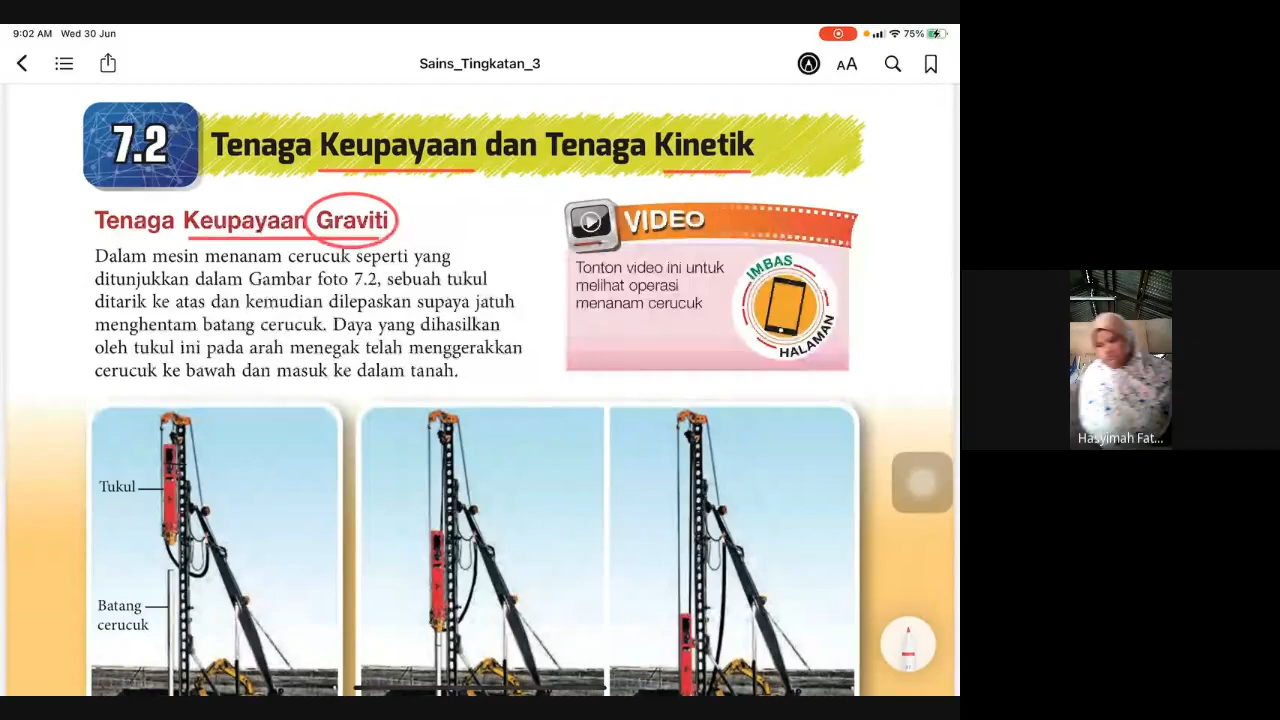 9:02 AM Wed 30 Jun
75%
Sains_Tingkatan_3
AA
7.2 Tenaga Keupayaan dan Tenaga Kinetik
Tenaga Keupayaan Graviti
Dalam mesin menanam cerucuk seperti yang
ditunjukkan dalam Gambar foto 7.2, sebuah tukul
ditarik ke atas dan kemudian dilepaskan supaya jatuh
menghentam batang cerucuk. Daya yang dihasilkan
oleh tukul ini pada arah menegak telah menggerakkan
cerucuk ke bawah dan masuk ke dalam tanah.
VIDEO
Tonton video ini untuk
melihat operasi
menanam cerucuk
IMBAS
HALAMAN
Tukul
Batang
cerucuk
Hasyimah Fat...